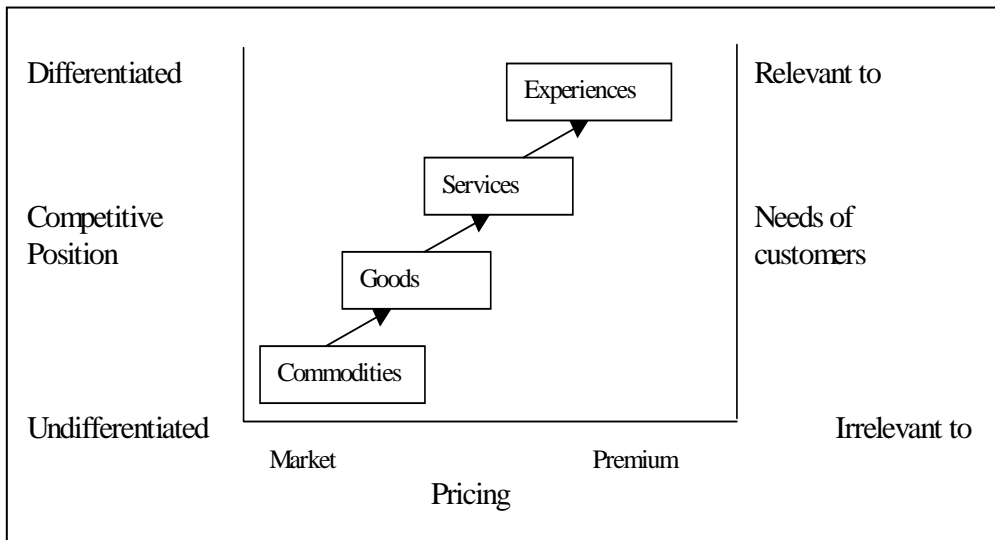 Differentiated
Relevant to
Experiences
Services
Competitive
Position
Needs of
customers
Goods
Commodities
Undifferentiated
Irrelevant to
Market
Premium
Pricing